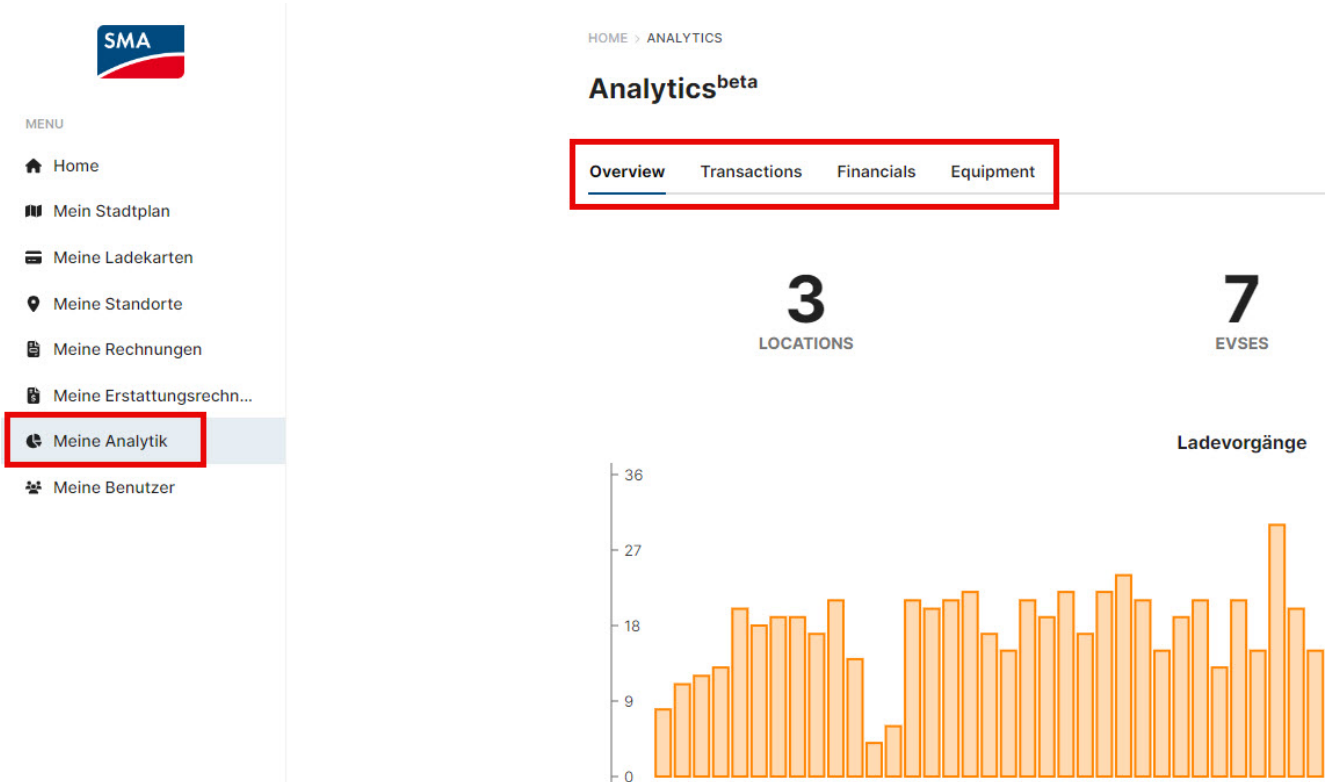 SMA
MENU
Home
Mein Stadtplan
Meine Ladekarten
Meine Standorte
Meine Rechnungen
Meine Erstattungsrechn...
Meine Analytik
Meine Benutzer
HOME > ANALYTICS
Analyticsbeta
Overview Transactions Financials Equipment
3 7
LOCATIONS EVSES
Ladevorgänge
36
27
18
9
0